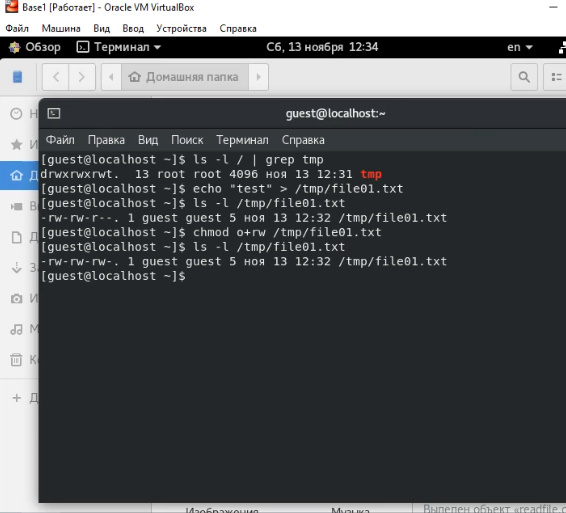 Base1 [Работает] - Oracle VM VirtualBox
Файл Машина Вид Ввод Устройства Справка
Обзор Терминал Сб, 13 ноября 12:34 en
Домашняя папка
guest@localhost:~
Файл Правка Вид Поиск Терминал Справка
[guest@localhost ~]$ ls -l / | grep tmp
drwxrwxrwt. 13 root root 4096 ноя 13 12:31 tmp
[guest@localhost ~]$ echo "test" > /tmp/file01.txt
[guest@localhost ~]$ ls -l /tmp/file01.txt
-rw-rw-r--. 1 guest guest 5 ноя 13 12:32 /tmp/file01.txt
[guest@localhost ~]$ chmod o+rw /tmp/file01.txt
[guest@localhost ~]$ ls -l /tmp/file01.txt
-rw-rw-rw-. 1 guest guest 5 ноя 13 12:32 /tmp/file01.txt
[guest@localhost ~]$
Изображения Музыка
Выделен объект «readfile.c